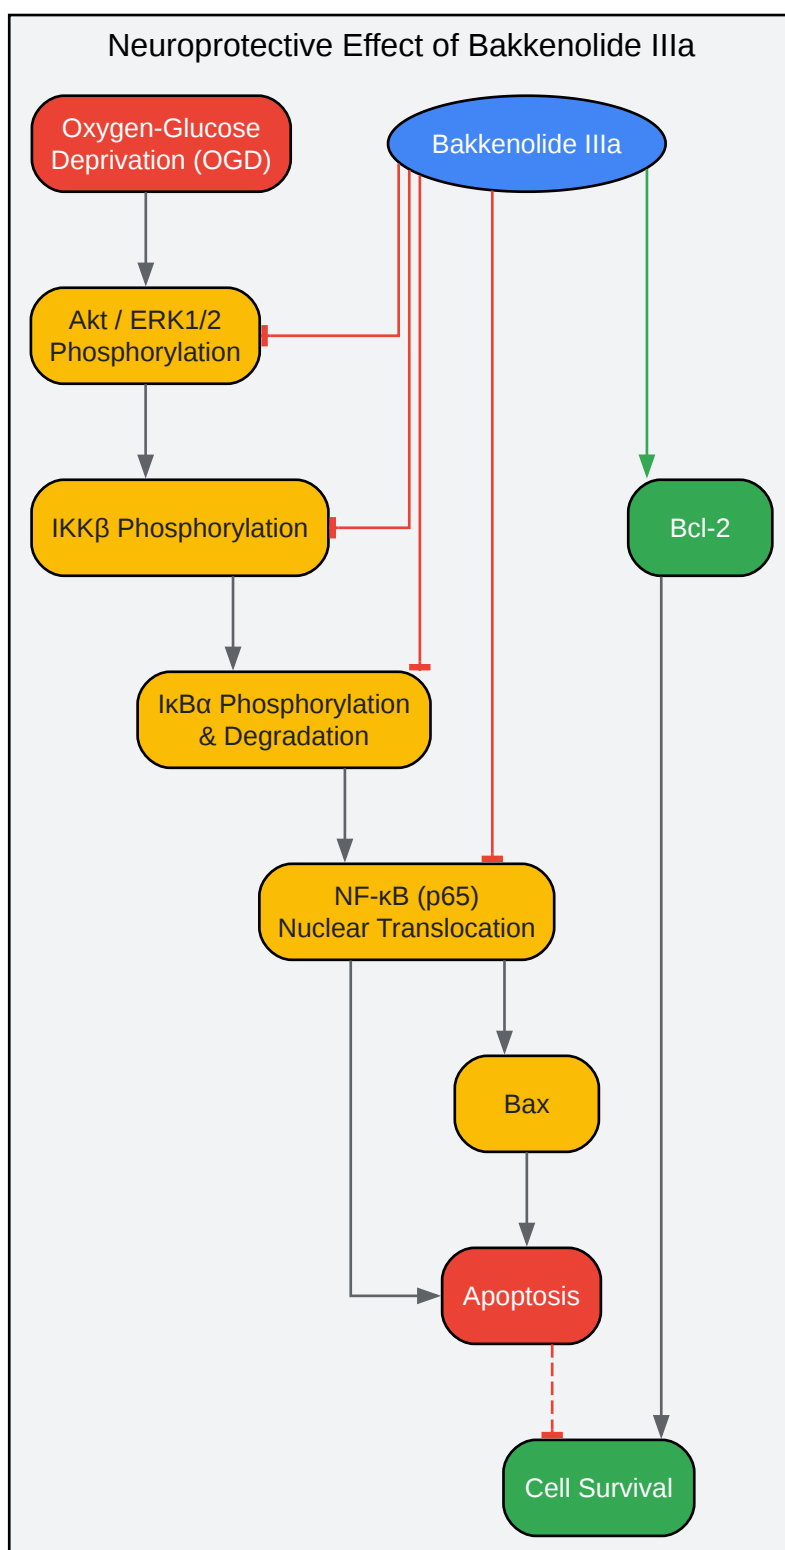 Neuroprotective Effect of Bakkenolide IIIa
Oxygen-Glucose
Deprivation (OGD)
Bakkenolide IIIa
Akt / ERK1/2
Phosphorylation
IKKβ Phosphorylation
Bcl-2
IκBα Phosphorylation
& Degradation
NF-κB (p65)
Nuclear Translocation
Bax
Apoptosis
Cell Survival